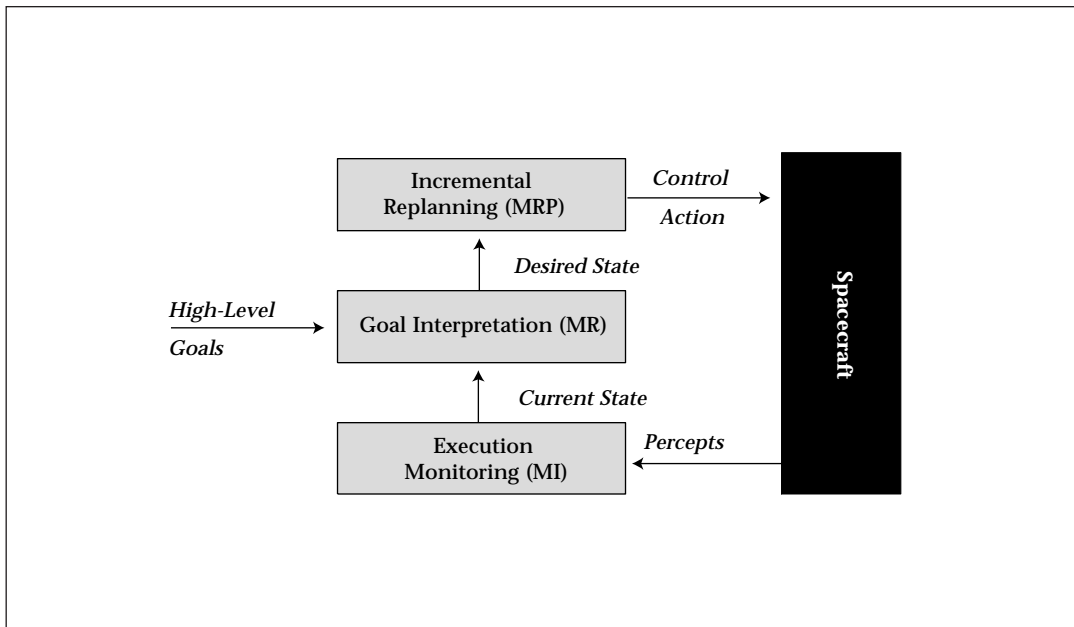 Incremental
Replanning (MRP)
Control
Action
Desired State
High-Level
Goals
Goal Interpretation (MR)
Spacecraft
Current State
Execution
Monitoring (MI)
Percepts